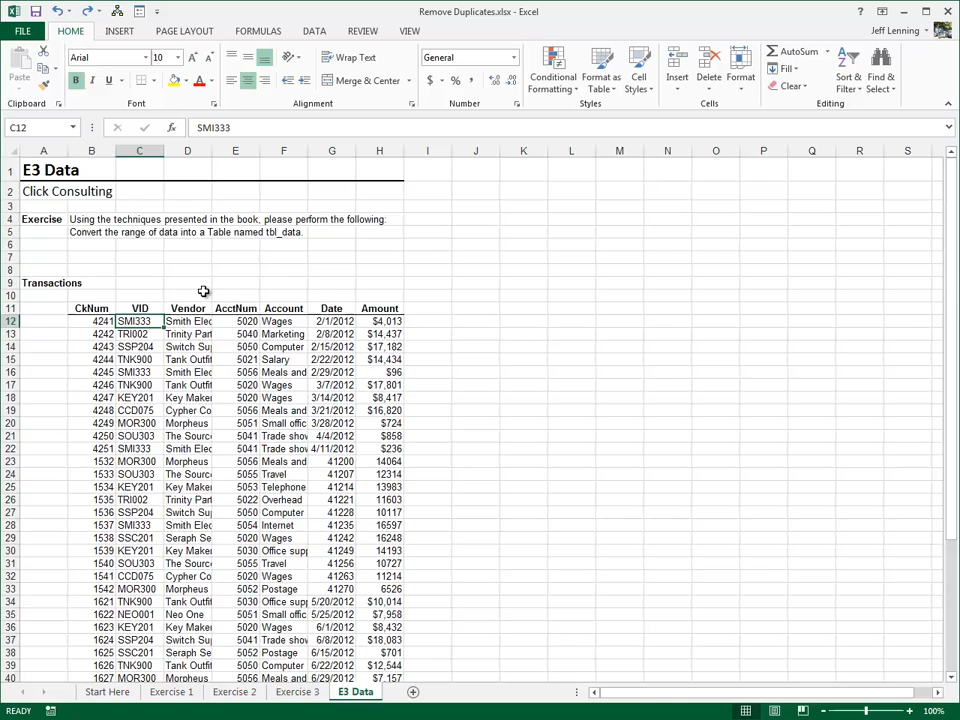 Remove Duplicates.xlsx - Excel
FILE HOME INSERT PAGE LAYOUT FORMULAS DATA REVIEW VIEW Jeff Lenning
Paste Arial 10 Wrap Text General Conditional Formatting Format as Table Cell Styles Insert Delete Format AutoSum Sort & Filter Find & Select
B I U A Merge & Center $ % , Fill
Clear
Clipboard Font Alignment Number Styles Cells Editing
C12 fx SMI333
A B C D E F G H I J K L M N O P Q R S
1 E3 Data
2 Click Consulting
3
4 Exercise Using the techniques presented in the book, please perform the following:
5 Convert the range of data into a Table named tbl_data.
6
7
8
9 Transactions
10
11 CkNum VID Vendor AcctNum Account Date Amount
12 4241 SMI333 Smith Elec 5020 Wages 2/1/2012 $4,013
13 4242 TRI002 Trinity Part 5040 Marketing 2/8/2012 $14,437
14 4243 SSP204 Switch Su 5050 Computer 2/15/2012 $17,182
15 4244 TNK900 Tank Outfi 5021 Salary 2/22/2012 $14,434
16 4245 SMI333 Smith Elec 5056 Meals and 2/29/2012 $96
17 4246 TNK900 Tank Outfi 5020 Wages 3/7/2012 $17,801
18 4247 KEY201 Key Maker 5020 Wages 3/14/2012 $8,417
19 4248 CCD075 Cypher Co 5056 Meals and 3/21/2012 $16,820
20 4249 MOR300 Morpheus 5051 Small offic 3/28/2012 $724
21 4250 SOU303 The Source 5041 Trade show 4/4/2012 $858
22 4251 SMI333 Smith Elec 5041 Trade show 4/11/2012 $236
23 1532 MOR300 Morpheus 5056 Meals and 41200 14064
24 1533 SOU303 The Source 5055 Travel 41207 12314
25 1534 KEY201 Key Maker 5053 Telephone 41214 13983
26 1535 TRI002 Trinity Part 5022 Overhead 41221 11603
27 1536 SSP204 Switch Su 5050 Computer 41228 10117
28 1537 SMI333 Smith Elec 5054 Internet 41235 16597
29 1538 SSC201 Seraph Se 5020 Wages 41242 16248
30 1539 KEY201 Key Maker 5030 Office supp 41249 14193
31 1540 SOU303 The Source 5055 Travel 41256 10727
32 1541 CCD075 Cypher Co 5020 Wages 41263 11214
33 1542 MOR300 Morpheus 5052 Postage 41270 6526
34 1621 TNK900 Tank Outfi 5030 Office supp 5/20/2012 $10,014
35 1622 NEO001 Neo One 5051 Small offic 5/25/2012 $7,958
36 1623 KEY201 Key Maker 5020 Wages 6/1/2012 $8,432
37 1624 SSP204 Switch Su 5041 Trade show 6/8/2012 $18,083
38 1625 SSC201 Seraph Se 5052 Postage 6/15/2012 $701
39 1626 TNK900 Tank Outfi 5050 Computer 6/22/2012 $12,544
40 1627 MOR300 Morpheus 5056 Meals and 6/29/2012 $7,157
Start Here Exercise 1 Exercise 2 Exercise 3 E3 Data
READY 100%